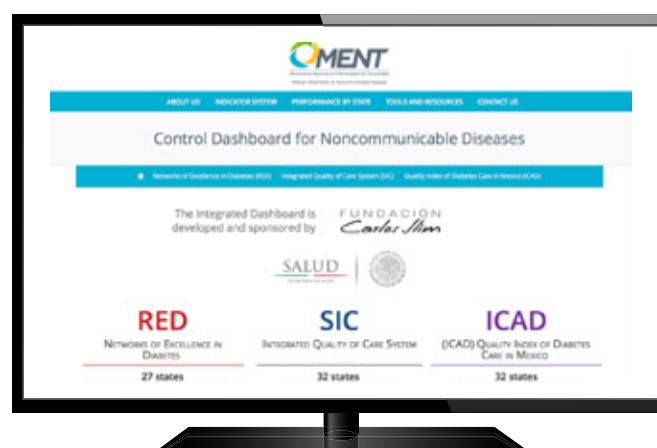 OMENT
ABOUT US INDICATOR SYSTEM PERFORMANCE BY STATE TOOLS AND RESOURCES CONTACT US
Control Dashboard for Noncommunicable Diseases
Networks of Excellence in Diabetes (RED) Integrated Quality of Care System (SIC) Quality Index of Diabetes Care in Mexico (ICAD)
The Integrated Dashboard is
developed and sponsored by
FUNDACIÓN
Carlos Slim
SALUD
RED
NETWORKS OF EXCELLENCE IN
DIABETES
27 states
SIC
INTEGRATED QUALITY OF CARE SYSTEM
32 states
ICAD
(ICAD) QUALITY INDEX OF DIABETES
CARE IN MEXICO
32 states